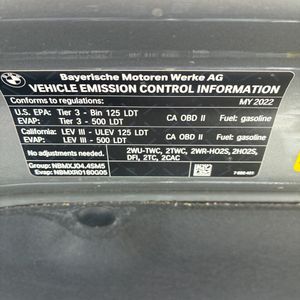 Bayerische Motoren Werke AG
VEHICLE EMISSION CONTROL INFORMATION
Conforms to regulations: MY 2022
U.S. EPA: Tier 3 - Bin 125 LDT CA OBD II Fuel: gasoline
EVAP: Tier 3 - 500 LDT
California: LEV III - ULEV 125 LDT CA OBD II Fuel: gasoline
EVAP: LEV III - 500 LDT
No adjustments needed. 2WU-TWC, 2TWC, 2WR-HO2S, 2HO2S,
DFI, 2TC, 2CAC
Group: NBMXJ04.4SM5
Evap: NBMXR0180G05